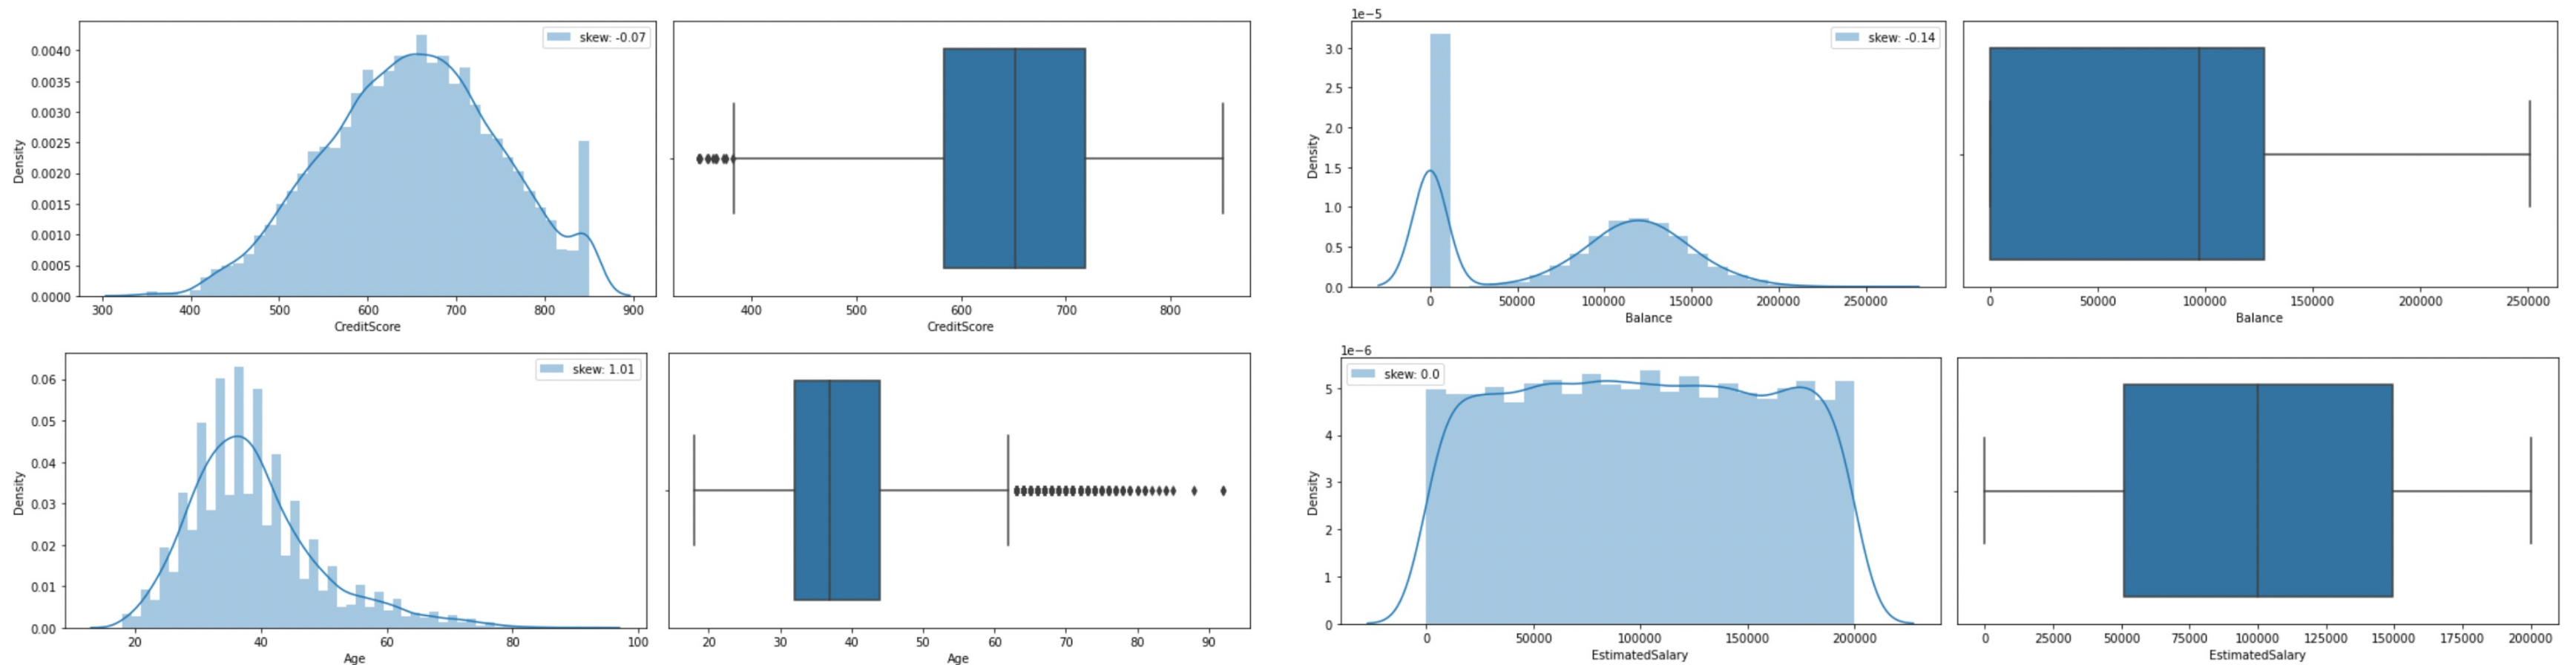 skew: -0.07
0.0040
0.0035
0.0030
0.0025
0.0020
0.0015
0.0010
0.0005
0.0000
Density
300 400 500 600 700 800 900
CreditScore
400 500 600 700 800
CreditScore
1e−5
skew: -0.14
3.0
2.5
2.0
1.5
1.0
0.5
0.0
Density
0 50000 100000 150000 200000 250000
Balance
0 50000 100000 150000 200000 250000
Balance
skew: 1.01
0.06
0.05
0.04
0.03
0.02
0.01
0.00
Density
20 40 60 80 100
Age
20 30 40 50 60 70 80 90
Age
1e−6
skew: 0.0
5
4
3
2
1
0
Density
0 50000 100000 150000 200000
EstimatedSalary
0 25000 50000 75000 100000 125000 150000 175000 200000
EstimatedSalary